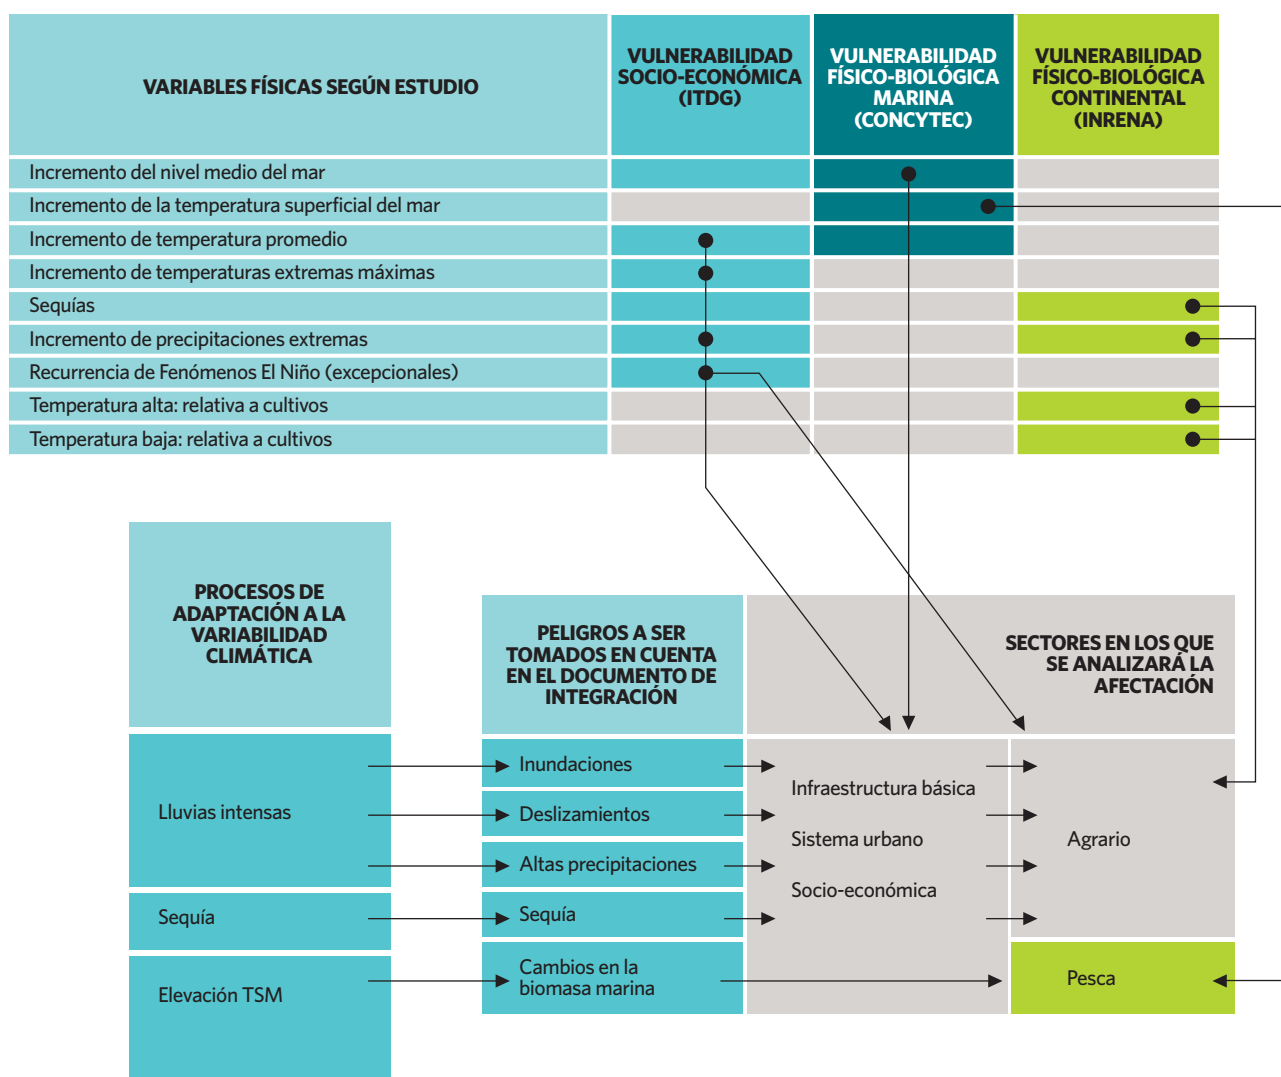 VARIABLES FÍSICAS SEGÚN ESTUDIO
VULNERABILIDAD
SOCIO-ECONÓMICA
(ITDG)
VULNERABILIDAD
FÍSICO-BIOLÓGICA
MARINA
(CONCYTEC)
VULNERABILIDAD
FÍSICO-BIOLÓGICA
CONTINENTAL
(INRENA)
Incremento del nivel medio del mar
Incremento de la temperatura superficial del mar
Incremento de temperatura promedio
Incremento de temperaturas extremas máximas
Sequías
Incremento de precipitaciones extremas
Recurrencia de Fenómenos El Niño (excepcionales)
Temperatura alta: relativa a cultivos
Temperatura baja: relativa a cultivos
PROCESOS DE
ADAPTACIÓN A LA
VARIABILIDAD
CLIMÁTICA
PELIGROS A SER
TOMADOS EN CUENTA
EN EL DOCUMENTO DE
INTEGRACIÓN
SECTORES EN LOS QUE
SE ANALIZARÁ LA
AFECTACIÓN
Lluvias intensas
Sequía
Elevación TSM
Inundaciones
Deslizamientos
Altas precipitaciones
Sequía
Cambios en la
biomasa marina
Infraestructura básica
Sistema urbano
Socio-económica
Agrario
Pesca